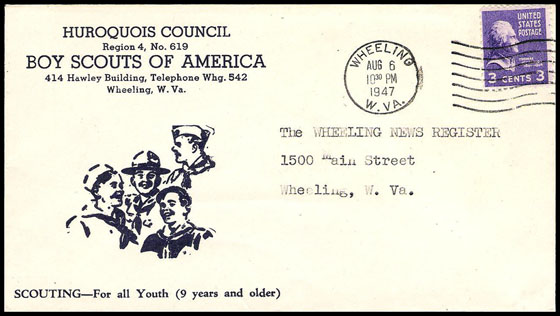 HUROQUOIS COUNCIL
Region 4, No. 619
BOY SCOUTS OF AMERICA
414 Hawley Building, Telephone Whg. 542
Wheeling, W. Va.
WHEELING
AUG 6
10³⁰ PM
1947
W. VA.
UNITED
STATES
POSTAGE
3 CENTS 3
The WHEELING NEWS REGISTER
1500 Main Street
Wheeling, W. Va.
SCOUTING—For all Youth (9 years and older)